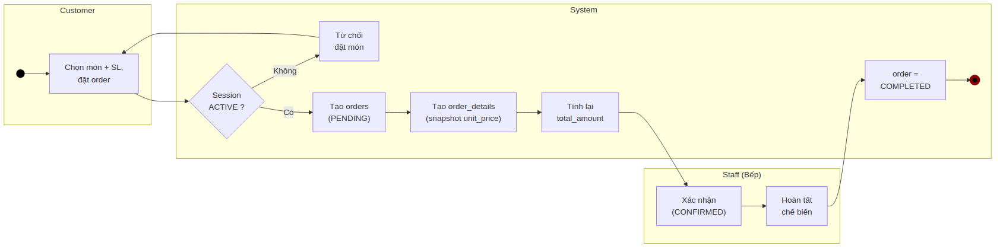 Customer
System
Từ chối
đặt món
Chọn món + SL,
đặt order
Không
Session
ACTIVE ?
Có
Tạo orders
(PENDING)
Tạo order_details
(snapshot unit_price)
Tính lại
total_amount
order =
COMPLETED
Staff (Bếp)
Xác nhận
(CONFIRMED)
Hoàn tất
chế biến